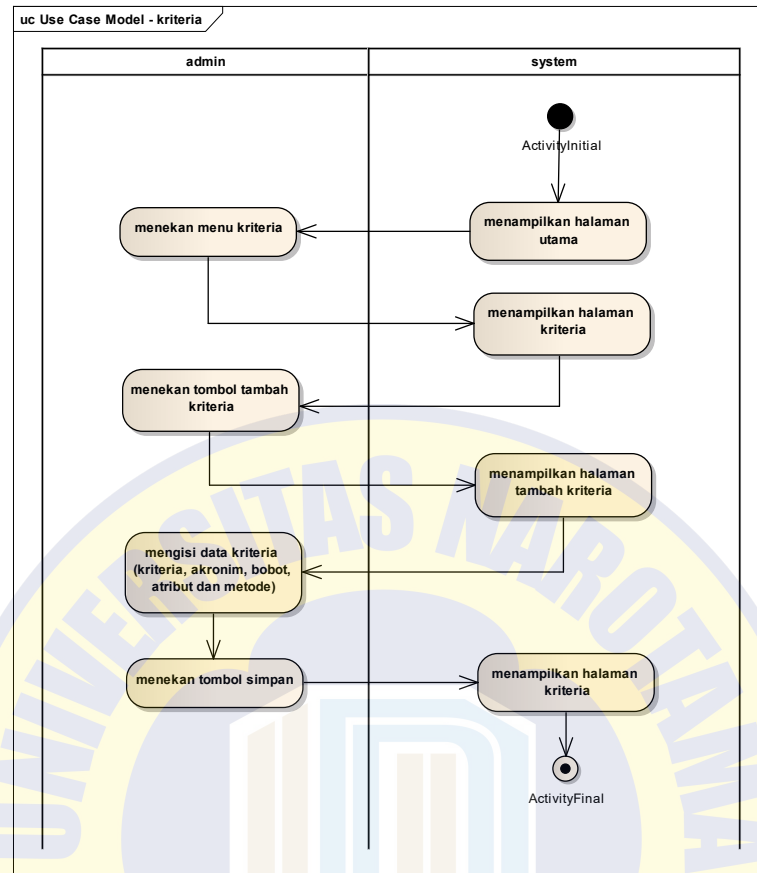 uc Use Case Model - kriteria
admin
system
ActivityInitial
menampilkan halaman
utama
menekan menu kriteria
menampilkan halaman
kriteria
menekan tombol tambah
kriteria
menampilkan halaman
tambah kriteria
mengisi data kriteria
(kriteria, akronim, bobot,
atribut dan metode)
menekan tombol simpan
menampilkan halaman
kriteria
ActivityFinal
UNIVERSITAS NAROTAMA